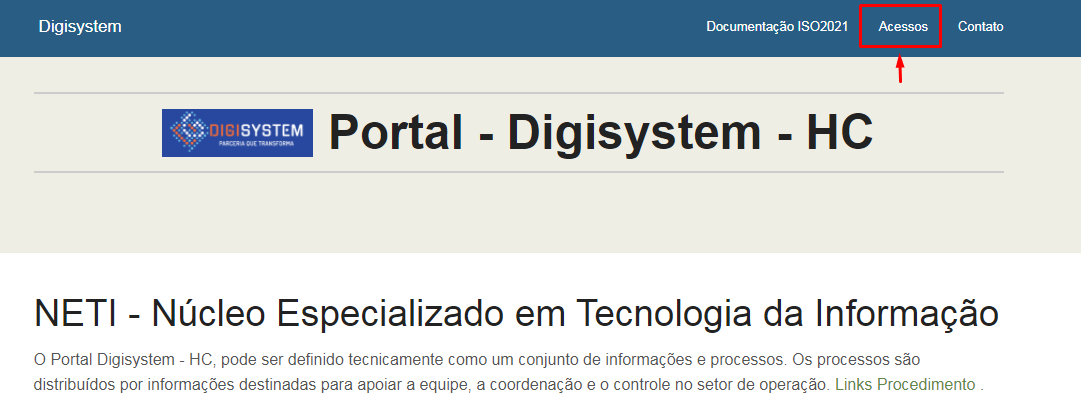 Digisystem
Documentação ISO2021 Acessos Contato
DIGISYSTEM
PARCERIA QUE TRANSFORMA
Portal - Digisystem - HC
NETI - Núcleo Especializado em Tecnologia da Informação
O Portal Digisystem - HC, pode ser definido tecnicamente como um conjunto de informações e processos. Os processos são
distribuídos por informações destinadas para apoiar a equipe, a coordenação e o controle no setor de operação. Links Procedimento .